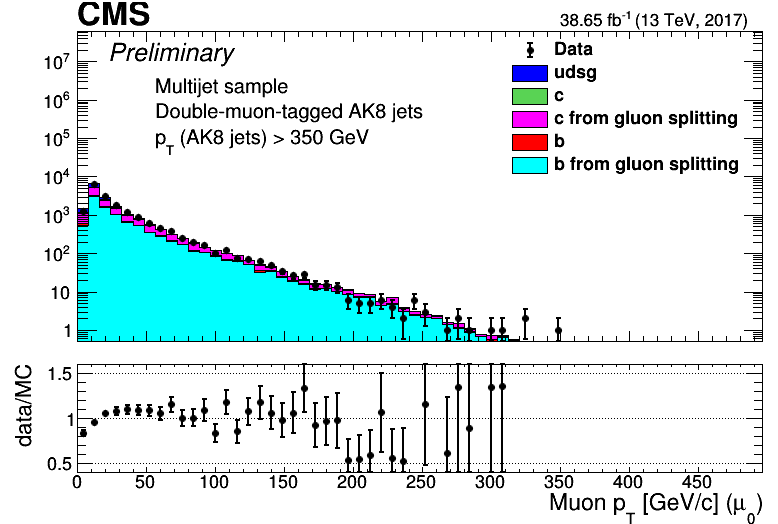 CMS
38.65 fb⁻¹ (13 TeV, 2017)
Preliminary
Multijet sample
Double-muon-tagged AK8 jets
p_T (AK8 jets) > 350 GeV
Data
udsg
c
c from gluon splitting
b
b from gluon splitting
10⁷
10⁶
10⁵
10⁴
10³
10²
10
1
data/MC
1.5
1
0.5
0 50 100 150 200 250 300 350 400 450
Muon p_T [GeV/c] (μ₀)